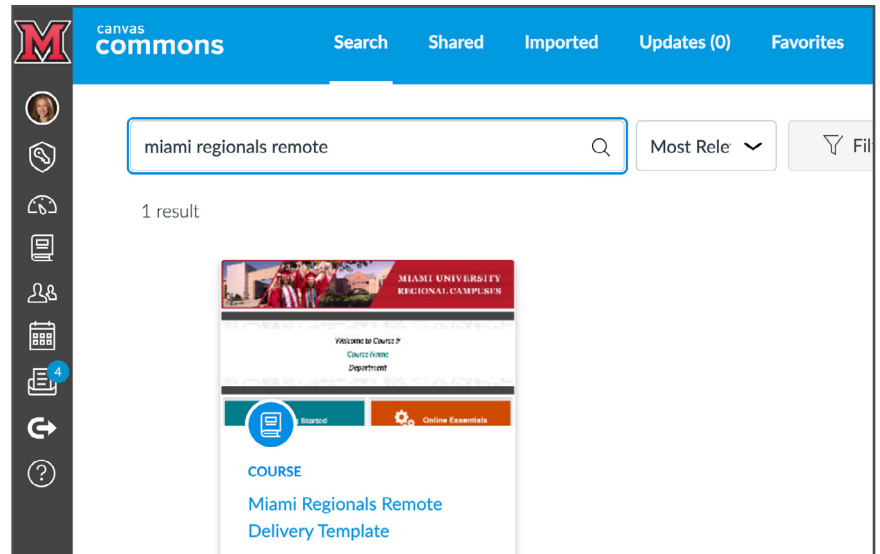 M
canvas
commons
Search Shared Imported Updates (0) Favorites
miami regionals remote
Most Rele
Fil
1 result
MIAMI UNIVERSITY
REGIONAL CAMPUSES
Welcome to Course #
Course Name
Department
Started
Online Essentials
4
?
COURSE
Miami Regionals Remote
Delivery Template